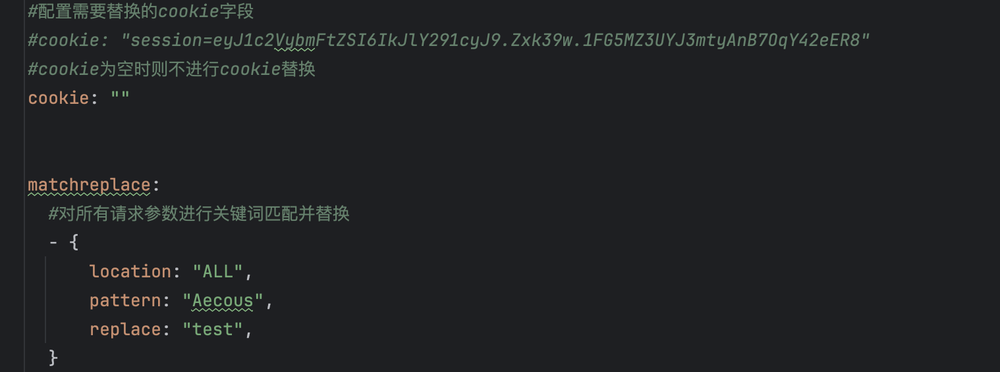 #配置需要替换的cookie字段
#cookie: "session=eyJ1c2VybmFtZSI6IkJlY291cyJ9.Zxk39w.1FG5MZ3UYJ3mtyAnB7OqY42eER8"
#cookie为空时则不进行cookie替换
cookie: ""
matchreplace:
#对所有请求参数进行关键词匹配并替换
- {
location: "ALL",
pattern: "Aecous",
replace: "test",
}